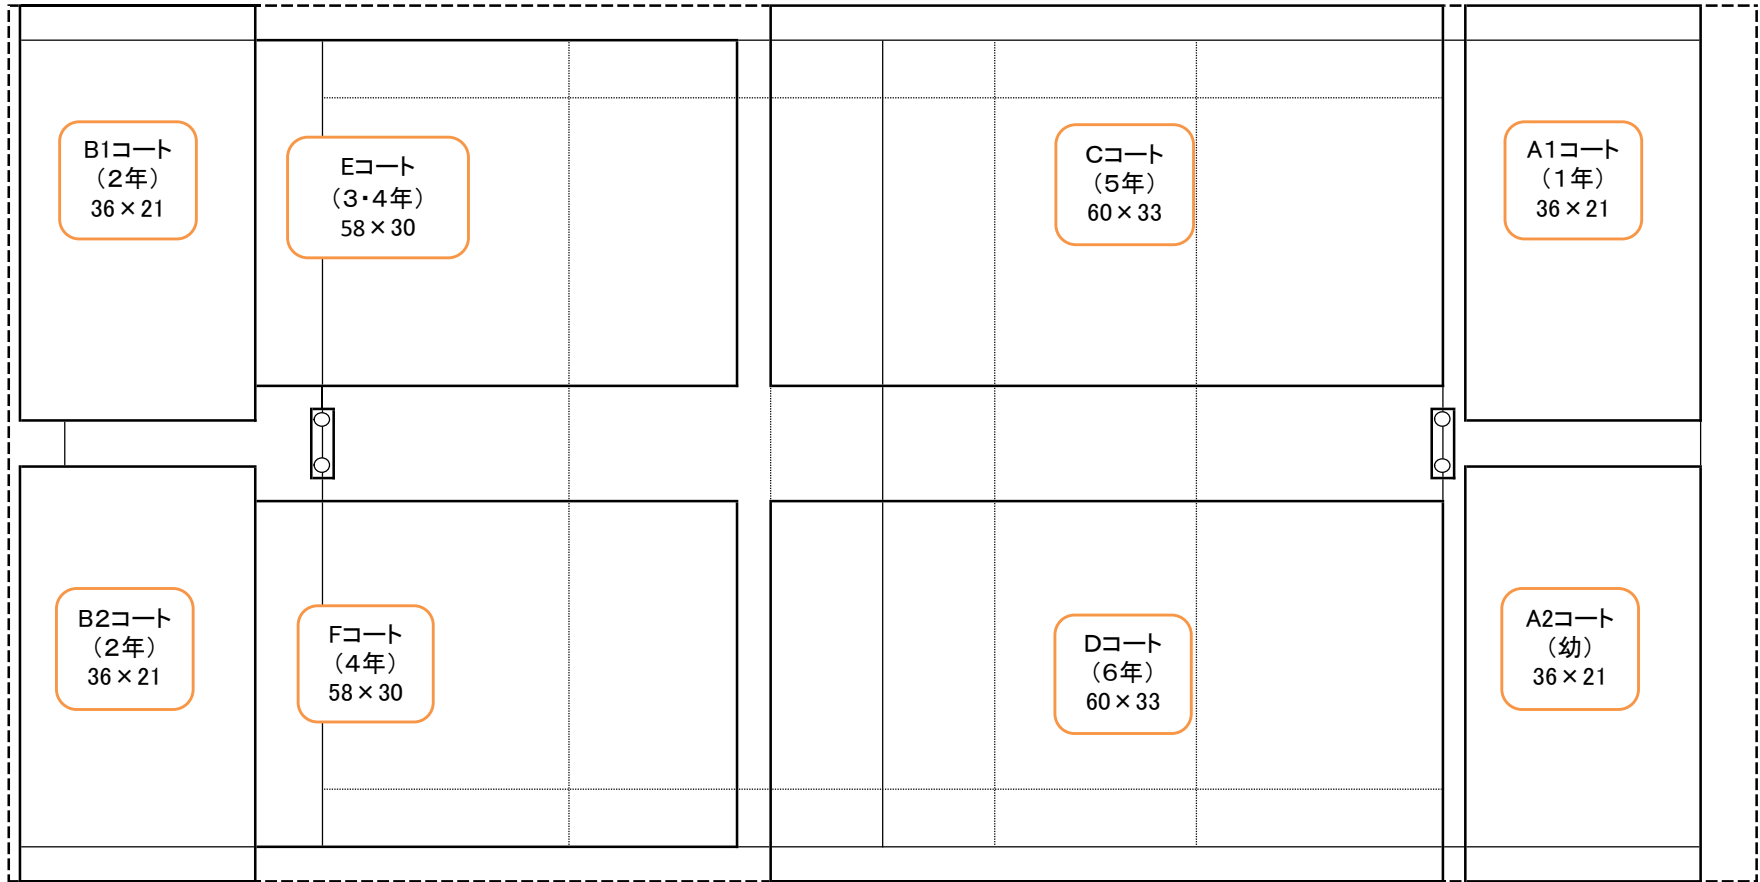 B1コート
（２年）
36×21
Eコート
（３・４年）
58×30
Cコート
（５年）
60×33
A1コート
（１年）
36×21
B2コート
（２年）
36×21
Fコート
（４年）
58×30
Dコート
（６年）
60×33
A2コート
（幼）
36×21